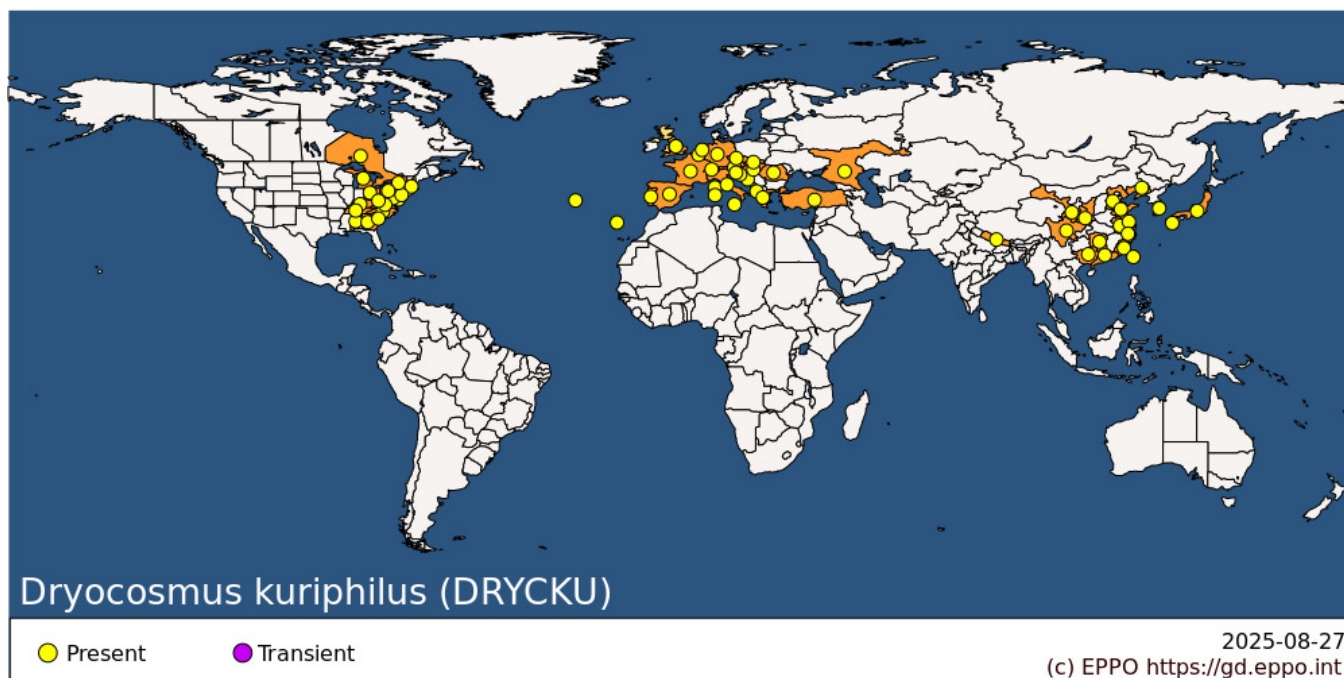 Dryocosmus kuriphilus (DRYCKU)
Present
Transient
2025-08-27
(c) EPPO https://gd.eppo.int